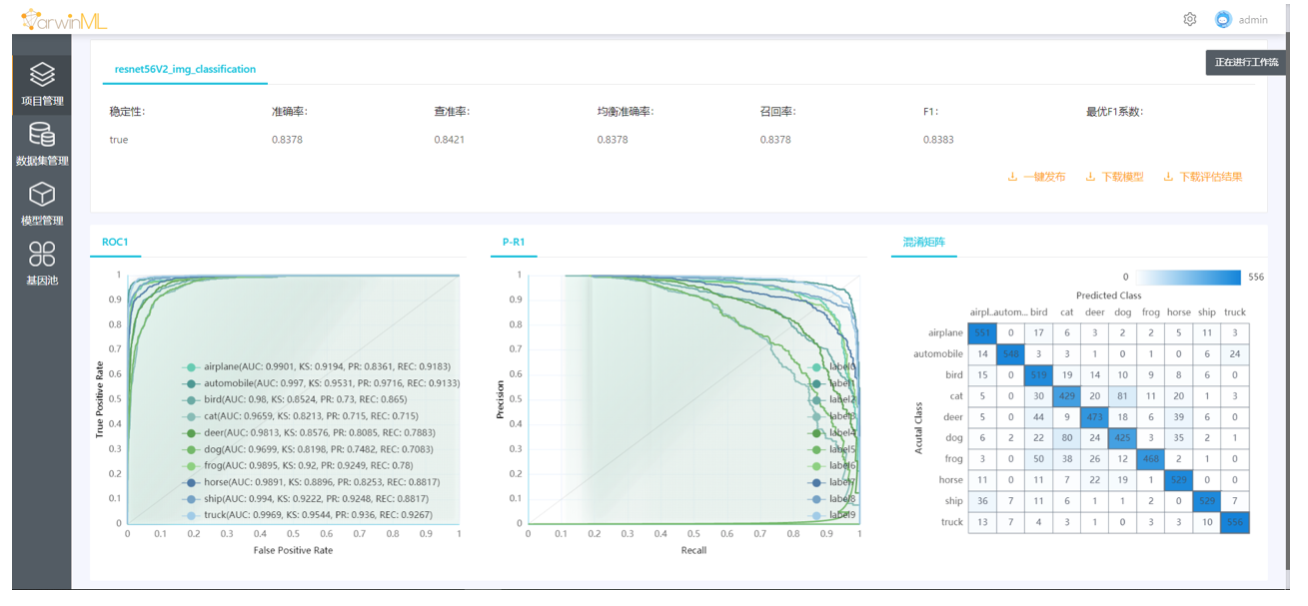 DarwinML
admin
正在进行工作流
项目管理
数据集管理
模型管理
基因池
resnet56V2_img_classification
稳定性: 准确率: 查准率: 均衡准确率: 召回率: F1: 最优F1系数:
true 0.8378 0.8421 0.8378 0.8378 0.8383
一键发布 下载模型 下载评估结果
ROC1
1
0.9
0.8
0.7
0.6
0.5
0.4
0.3
0.2
0.1
0
True Positive Rate
airplane(AUC: 0.9901, KS: 0.9194, PR: 0.8361, REC: 0.9183)
automobile(AUC: 0.997, KS: 0.9531, PR: 0.9716, REC: 0.9133)
bird(AUC: 0.98, KS: 0.8524, PR: 0.73, REC: 0.865)
cat(AUC: 0.9659, KS: 0.8213, PR: 0.715, REC: 0.715)
deer(AUC: 0.9813, KS: 0.8576, PR: 0.8085, REC: 0.7883)
dog(AUC: 0.9699, KS: 0.8198, PR: 0.7482, REC: 0.7083)
frog(AUC: 0.9895, KS: 0.92, PR: 0.9249, REC: 0.78)
horse(AUC: 0.9891, KS: 0.8896, PR: 0.8253, REC: 0.8817)
ship(AUC: 0.994, KS: 0.9222, PR: 0.9248, REC: 0.8817)
truck(AUC: 0.9969, KS: 0.9544, PR: 0.936, REC: 0.9267)
0 0.1 0.2 0.3 0.4 0.5 0.6 0.7 0.8 0.9 1
False Positive Rate
P-R1
1
0.9
0.8
0.7
0.6
0.5
0.4
0.3
0.2
0.1
0
Precision
label0
label1
label2
label3
label4
label5
label6
label7
label8
label9
0 0.1 0.2 0.3 0.4 0.5 0.6 0.7 0.8 0.9 1
Recall
混淆矩阵
0 556
Predicted Class
airpl... autom... bird cat deer dog frog horse ship truck
Acutal Class
airplane 551 0 17 6 3 2 2 5 11 3
automobile 14 548 3 3 1 0 1 0 6 24
bird 15 0 519 19 14 10 9 8 6 0
cat 5 0 30 429 20 81 11 20 1 3
deer 5 0 44 9 473 18 6 39 6 0
dog 6 2 22 80 24 425 3 35 2 1
frog 3 0 50 38 26 12 468 2 1 0
horse 11 0 11 7 22 19 1 529 0 0
ship 36 7 11 6 1 1 2 0 529 7
truck 13 7 4 3 1 0 3 3 10 556